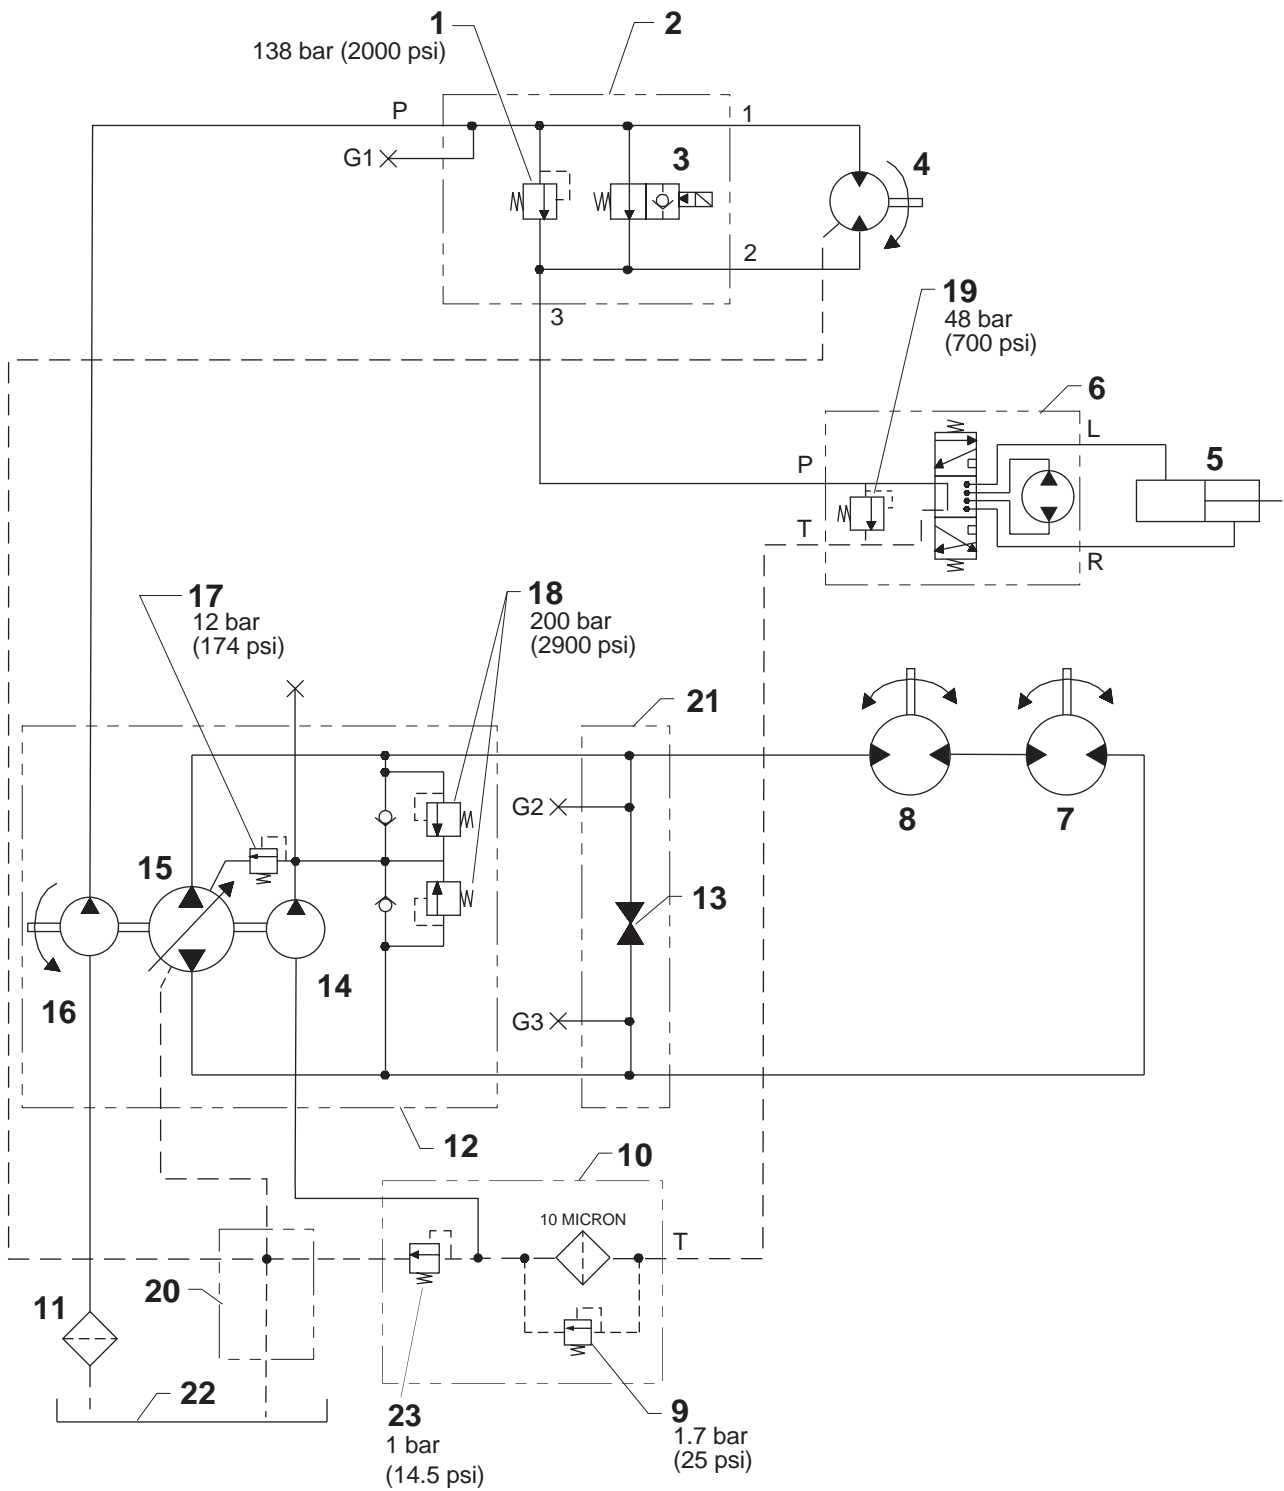 1
138 bar (2000 psi)
2
P
1
G1
3
4
2
3
19
48 bar
(700 psi)
6
L
P
5
T
R
17
12 bar
(174 psi)
18
200 bar
(2900 psi)
21
G2
8
7
15
13
14
16
G3
12
10
10 MICRON
T
20
11
22
23
1 bar
(14.5 psi)
9
1.7 bar
(25 psi)